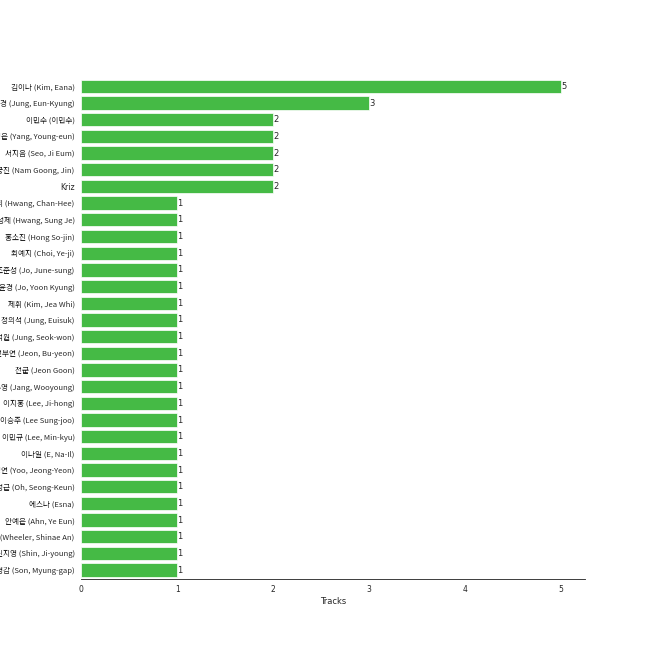 김이나 (Kim, Eana) 5
경 (Jung, Eun-Kyung) 3
이민수 (이민수) 2
은 (Yang, Young-eun) 2
서지음 (Seo, Ji Eum) 2
궁진 (Nam Goong, Jin) 2
Kriz 2
(Hwang, Chan-Hee) 1
성제 (Hwang, Sung Je) 1
홍소진 (Hong So-jin) 1
최예지 (Choi, Ye-ji) 1
조준성 (Jo, June-sung) 1
윤경 (Jo, Yoon Kyung) 1
제휘 (Kim, Jea Whi) 1
정의석 (Jung, Euisuk) 1
석원 (Jung, Seok-won) 1
전부연 (Jeon, Bu-yeon) 1
전군 (Jeon Goon) 1
영 (Jang, Wooyoung) 1
이지홍 (Lee, Ji-hong) 1
이승주 (Lee Sung-joo) 1
이민규 (Lee, Min-kyu) 1
이나일 (E, Na-Il) 1
연 (Yoo, Jeong-Yeon) 1
성근 (Oh, Seong-Keun) 1
에스나 (Esna) 1
안예은 (Ahn, Ye Eun) 1
(Wheeler, Shinae An) 1
신지영 (Shin, Ji-young) 1
명갑 (Son, Myung-gap) 1
0 1 2 3 4 5
Tracks